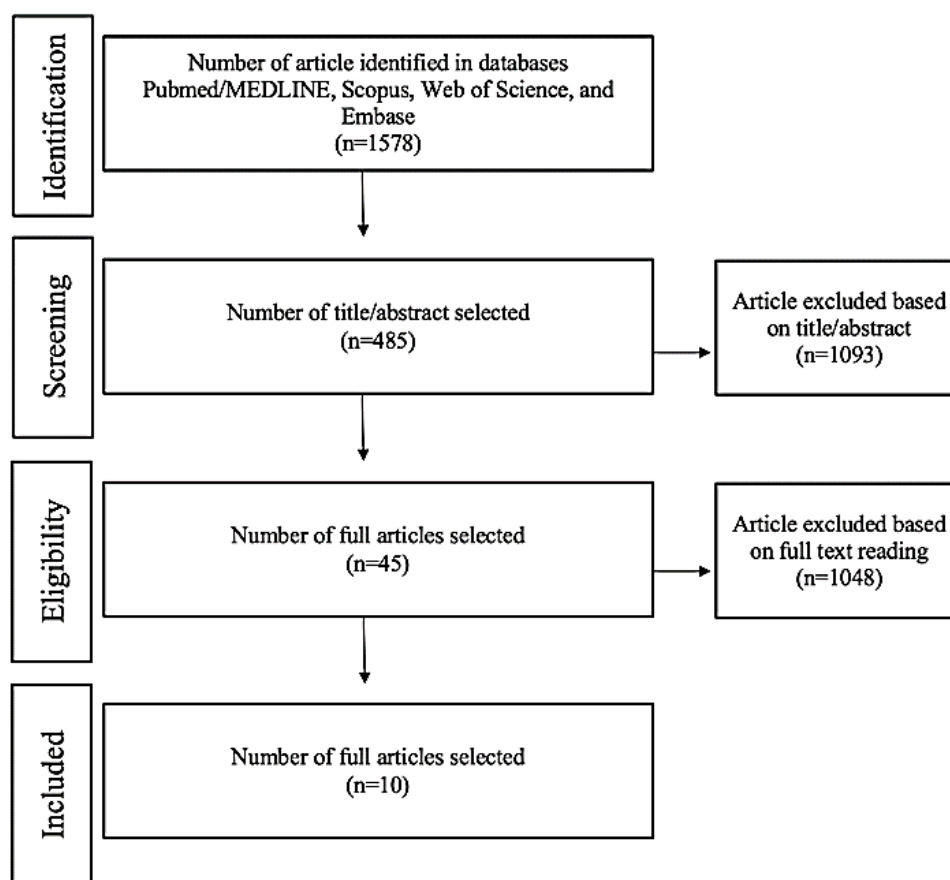 Identification
Number of article identified in databases
Pubmed/MEDLINE, Scopus, Web of Science, and
Embase
(n=1578)
Screening
Number of title/abstract selected
(n=485)
Article excluded based
on title/abstract
(n=1093)
Eligibility
Number of full articles selected
(n=45)
Article excluded based
on full text reading
(n=1048)
Included
Number of full articles selected
(n=10)